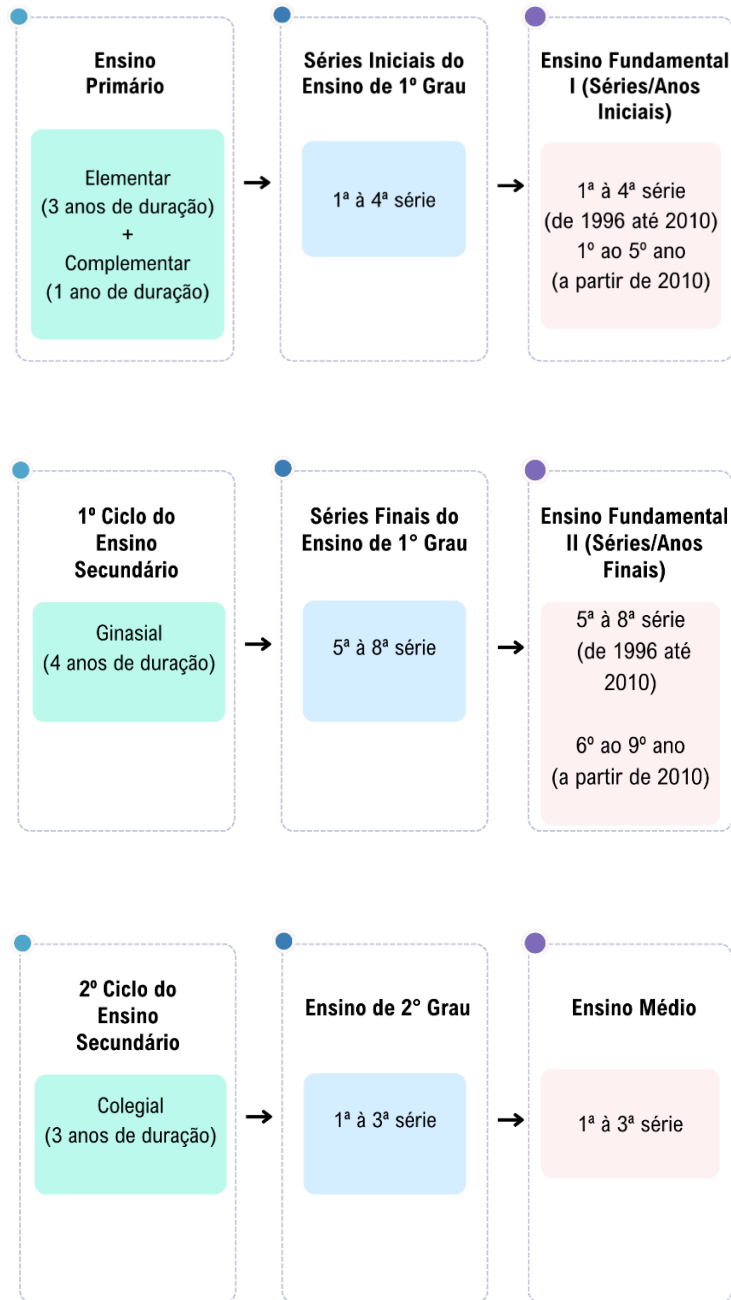 Ensino
Primário
Elementar
(3 anos de duração)
+
Complementar
(1 ano de duração)
Séries Iniciais do
Ensino de 1º Grau
1ª à 4ª série
Ensino Fundamental
I (Séries/Anos
Iniciais)
1ª à 4ª série
(de 1996 até 2010)
1º ao 5º ano
(a partir de 2010)
1º Ciclo do
Ensino
Secundário
Ginasial
(4 anos de duração)
Séries Finais do
Ensino de 1° Grau
5ª à 8ª série
Ensino Fundamental
II (Séries/Anos
Finais)
5ª à 8ª série
(de 1996 até
2010)
6º ao 9º ano
(a partir de 2010)
2º Ciclo do
Ensino
Secundário
Colegial
(3 anos de duração)
Ensino de 2° Grau
1ª à 3ª série
Ensino Médio
1ª à 3ª série